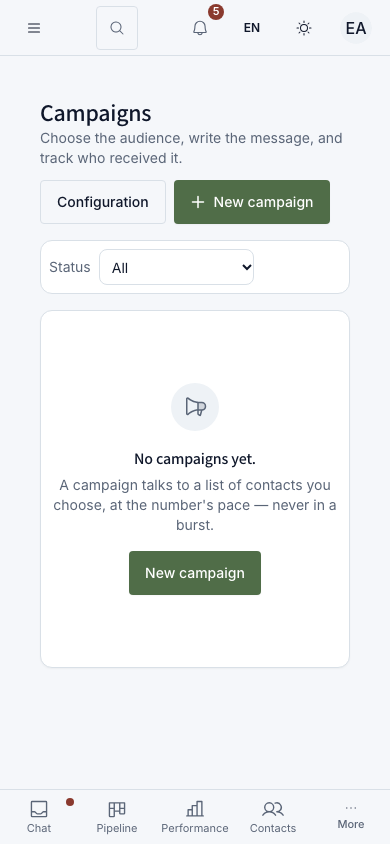 5
EN
EA
Campaigns
Choose the audience, write the message, and
track who received it.
Configuration
New campaign
Status
All
No campaigns yet.
A campaign talks to a list of contacts you
choose, at the number's pace — never in a
burst.
New campaign
Chat
Pipeline
Performance
Contacts
More